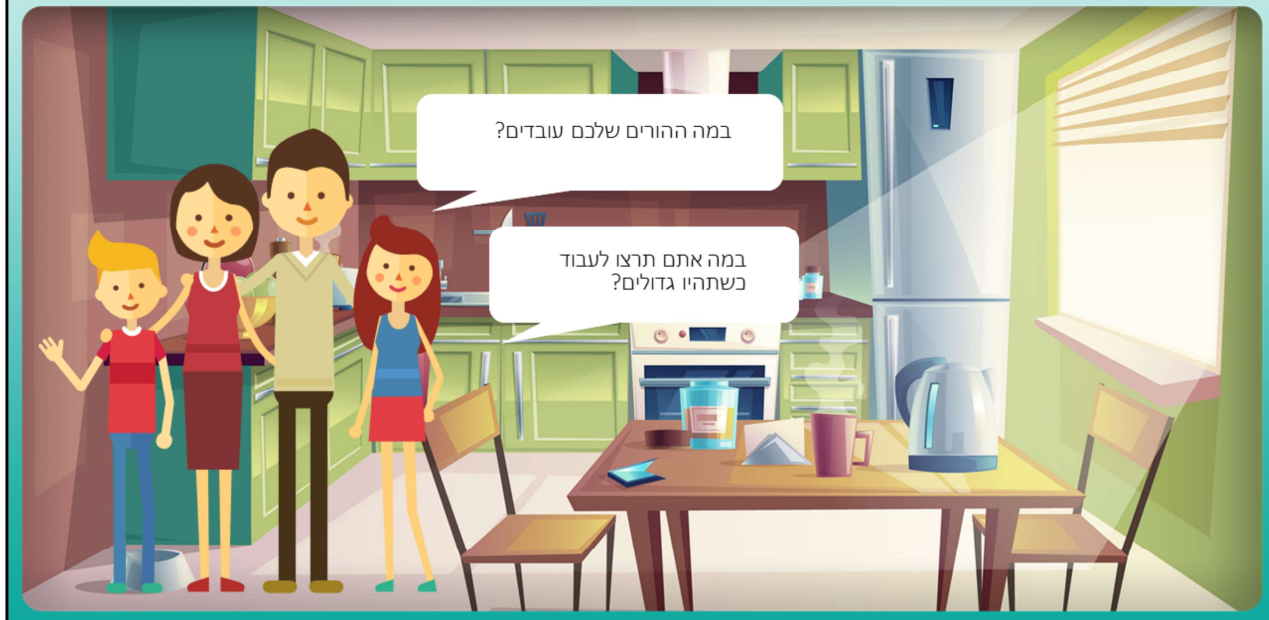 במה ההורים שלכם עובדים?
במה אתם תרצו לעבוד
כשתהיו גדולים?